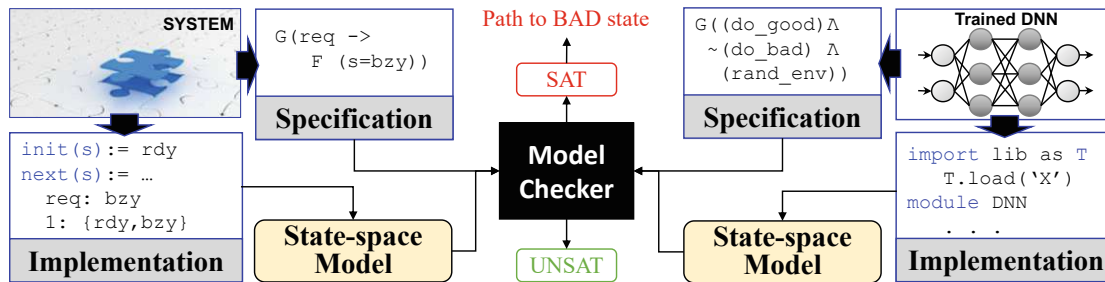 SYSTEM
G(req ->
F (s=bzy))
Specification
init(s):= rdy
next(s):= …
req: bzy
1: {rdy,bzy}
Implementation
State-space
Model
Path to BAD state
SAT
Model
Checker
UNSAT
G((do_good)Λ
~(do_bad) Λ
(rand_env))
Specification
Trained DNN
import lib as T
T.load(‘X’)
module DNN
. . .
Implementation
State-space
Model